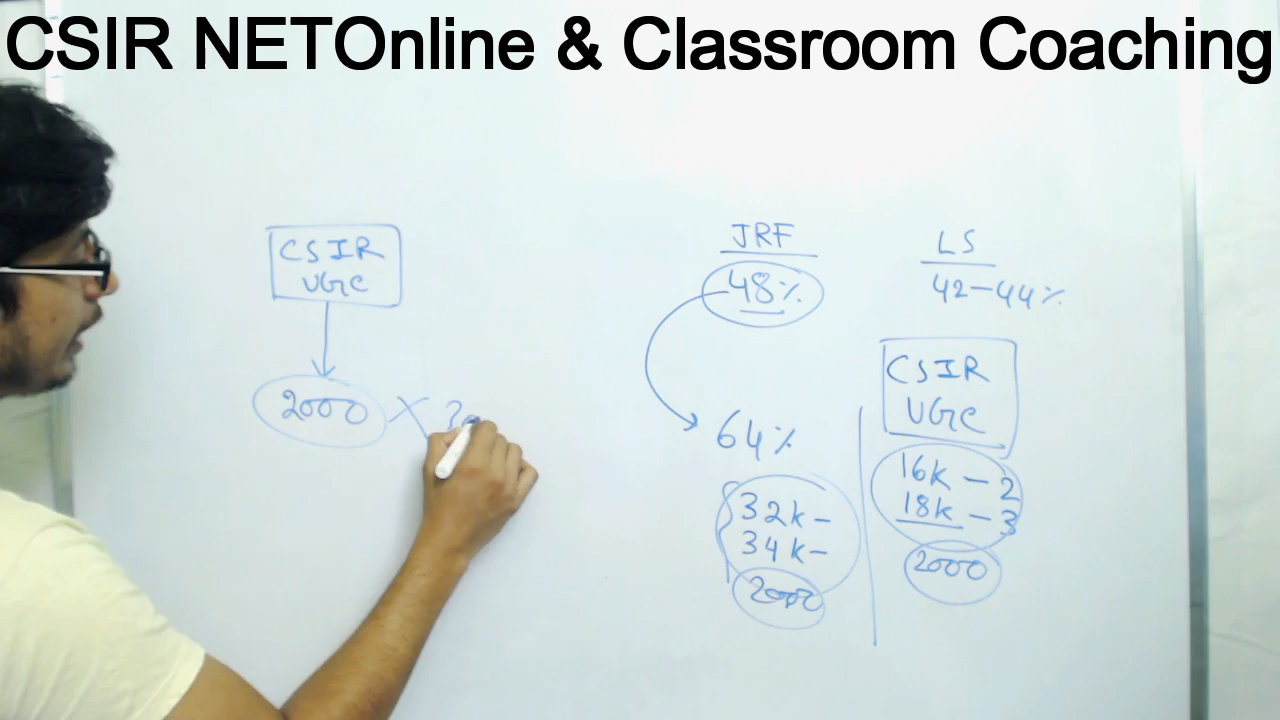 CSIR NETOnline & Classroom Coaching
CSIR
UGC
2000 X
JRF
48%
64%
32k -
34k -
2000
LS
42-44%
CSIR
UGC
16k - 2
18k - 3
2000